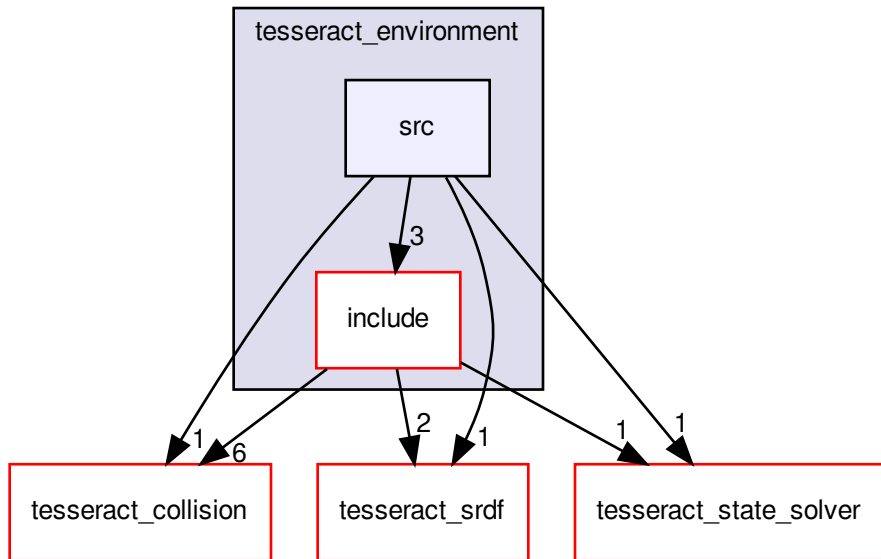 tesseract_environment
src
3
include
1
6
2
1
1
1
tesseract_collision
tesseract_srdf
tesseract_state_solver